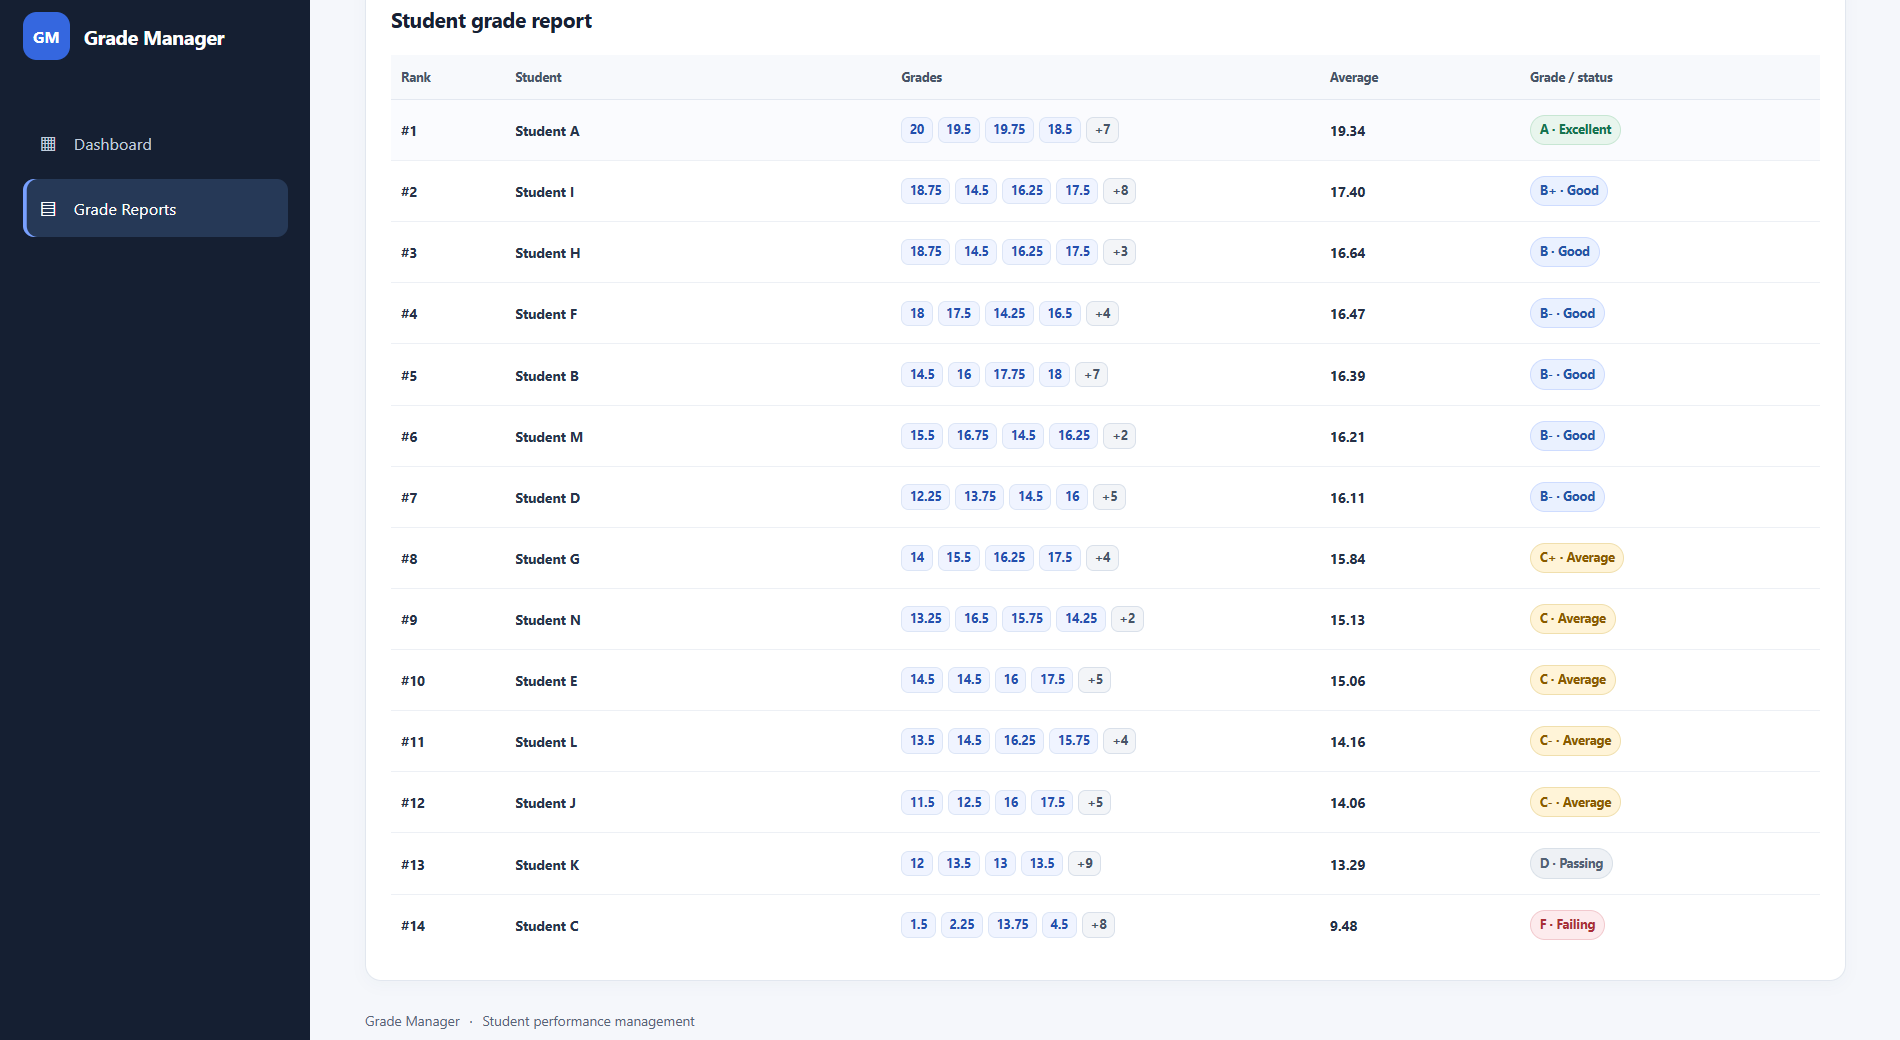 GM Grade Manager
Dashboard
Grade Reports
Student grade report
Rank Student Grades Average Grade / status
#1 Student A 20 19.5 19.75 18.5 +7 19.34 A · Excellent
#2 Student I 18.75 14.5 16.25 17.5 +8 17.40 B+ · Good
#3 Student H 18.75 14.5 16.25 17.5 +3 16.64 B · Good
#4 Student F 18 17.5 14.25 16.5 +4 16.47 B- · Good
#5 Student B 14.5 16 17.75 18 +7 16.39 B- · Good
#6 Student M 15.5 16.75 14.5 16.25 +2 16.21 B- · Good
#7 Student D 12.25 13.75 14.5 16 +5 16.11 B- · Good
#8 Student G 14 15.5 16.25 17.5 +4 15.84 C+ · Average
#9 Student N 13.25 16.5 15.75 14.25 +2 15.13 C · Average
#10 Student E 14.5 14.5 16 17.5 +5 15.06 C · Average
#11 Student L 13.5 14.5 16.25 15.75 +4 14.16 C- · Average
#12 Student J 11.5 12.5 16 17.5 +5 14.06 C- · Average
#13 Student K 12 13.5 13 13.5 +9 13.29 D · Passing
#14 Student C 1.5 2.25 13.75 4.5 +8 9.48 F · Failing
Grade Manager · Student performance management